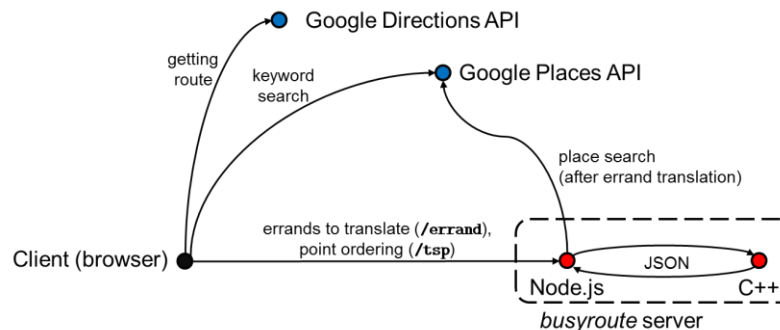 Google Directions API
getting
route
keyword
search
Google Places API
place search
(after errand translation)
errands to translate (/errand),
point ordering (/tsp)
Client (browser)
JSON
Node.js
C++
busyroute server